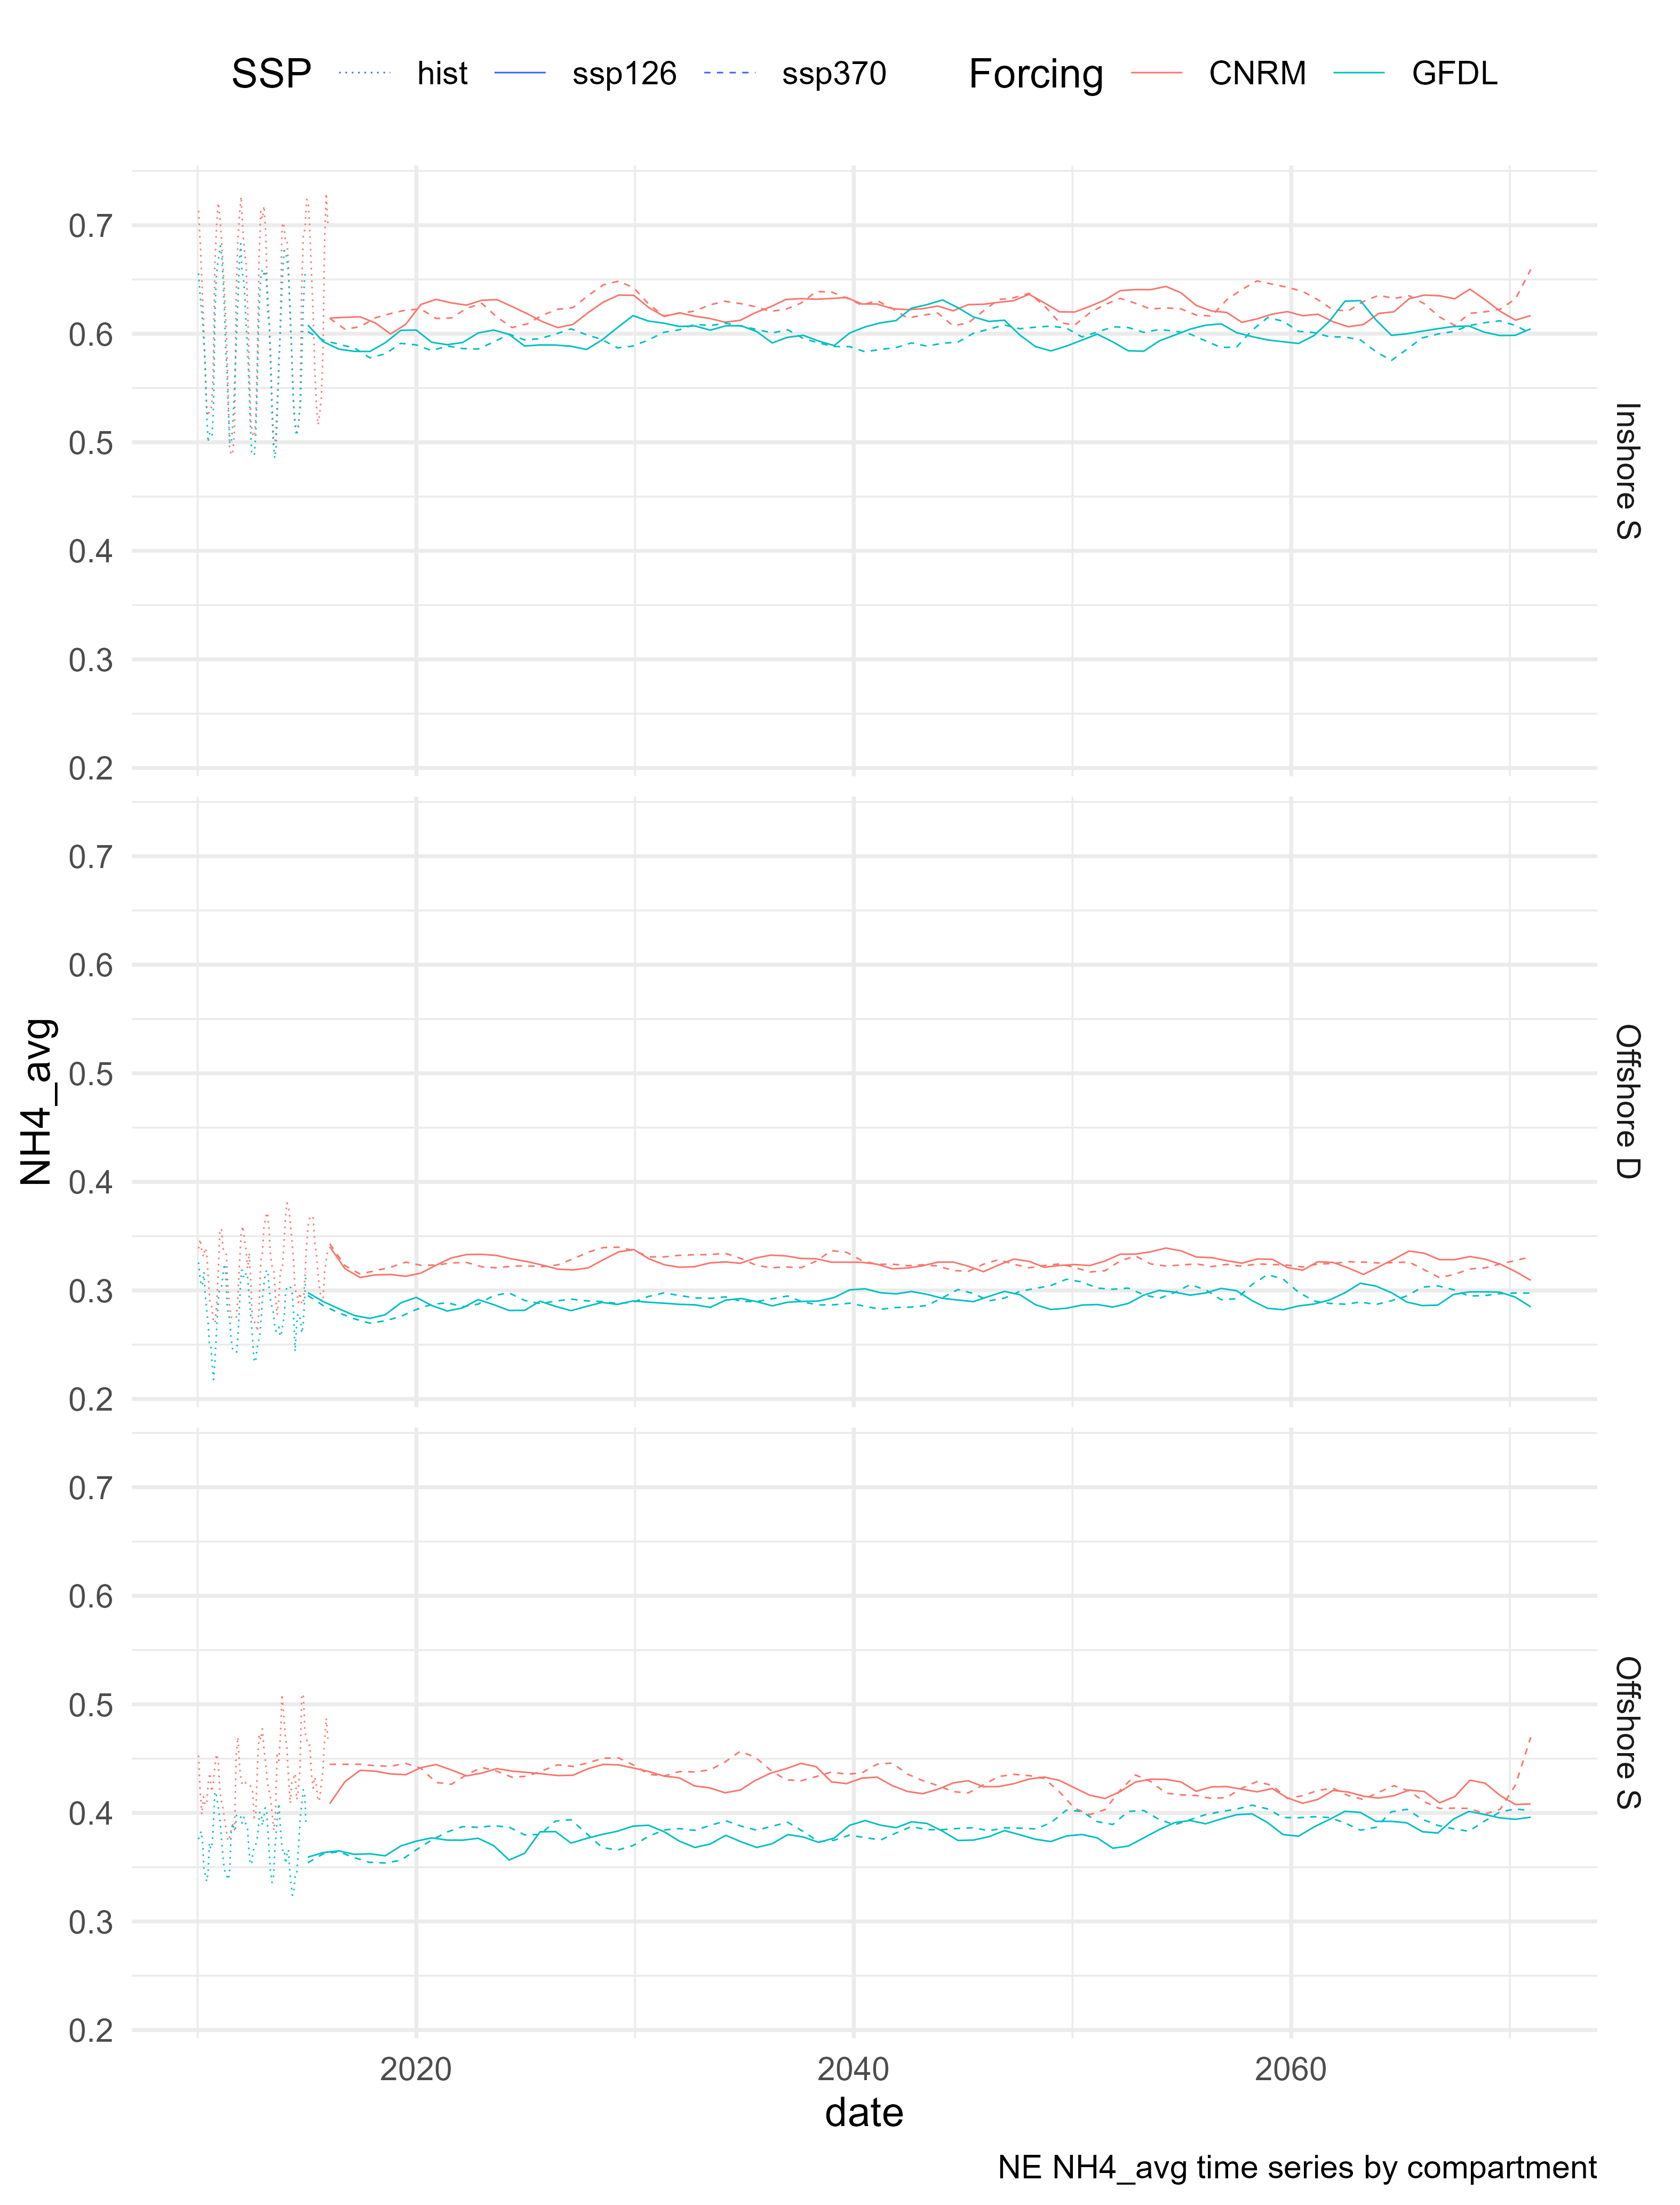 SSP hist ssp126 ssp370 Forcing CNRM GFDL
0.7
0.6
0.5
0.4
0.3
0.2
Inshore S
0.7
0.6
0.5
0.4
0.3
0.2
Offshore D
0.7
0.6
0.5
0.4
0.3
0.2
Offshore S
NH4_avg
2020 2040 2060
date
NE NH4_avg time series by compartment